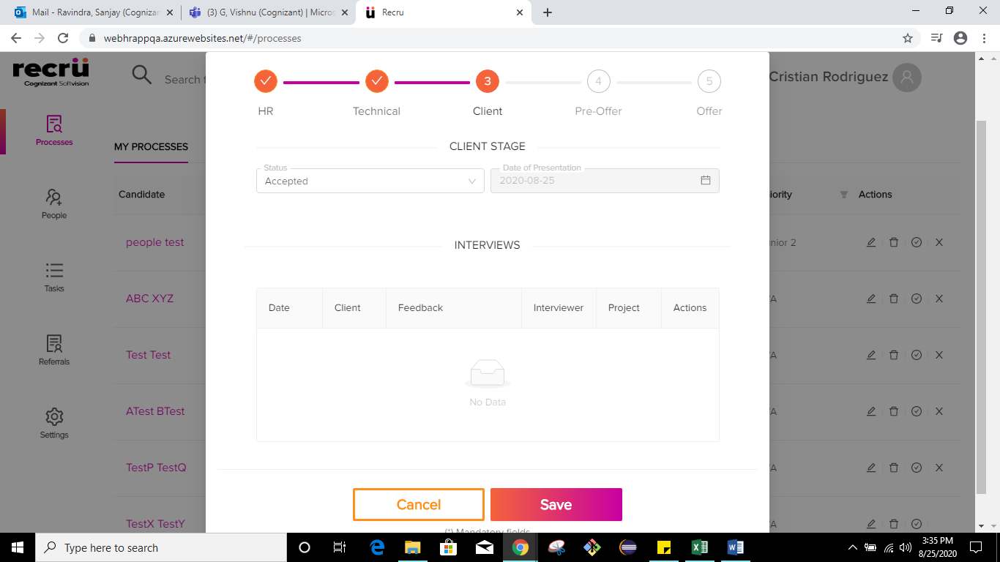 Mail - Ravindra, Sanjay (Cognizan
(3) G, Vishnu (Cognizant) | Micros
Recru
webhrappqa.azurewebsites.net/#/processes
recrü
Cognizant Softvision
Search f
Cristian Rodriguez
Processes
People
Tasks
Referrals
Settings
MY PROCESSES
Candidate
iority
Actions
people test
nior 2
ABC XYZ
/A
Test Test
/A
ATest BTest
/A
TestP TestQ
/A
TestX TestY
/A
3
4
5
HR
Technical
Client
Pre-Offer
Offer
CLIENT STAGE
Status
Accepted
Date of Presentation
2020-08-25
INTERVIEWS
Date
Client
Feedback
Interviewer
Project
Actions
No Data
Cancel
Save
(*) Mandatory fields
Type here to search
3:35 PM
8/25/2020